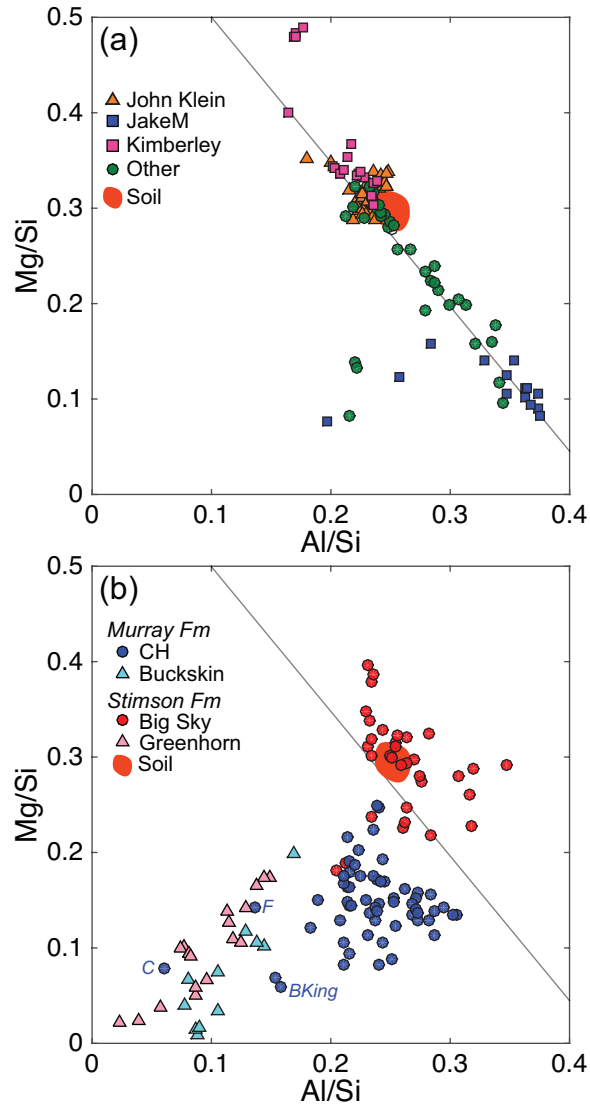 (a)
0.5
0.4
0.3
0.2
0.1
0
Mg/Si
John Klein
JakeM
Kimberley
Other
Soil
0 0.1 0.2 0.3 0.4
Al/Si
(b)
0.5
0.4
0.3
0.2
0.1
0
Mg/Si
Murray Fm
CH
Buckskin
Stimson Fm
Big Sky
Greenhorn
Soil
F
C
BKing
0 0.1 0.2 0.3 0.4
Al/Si